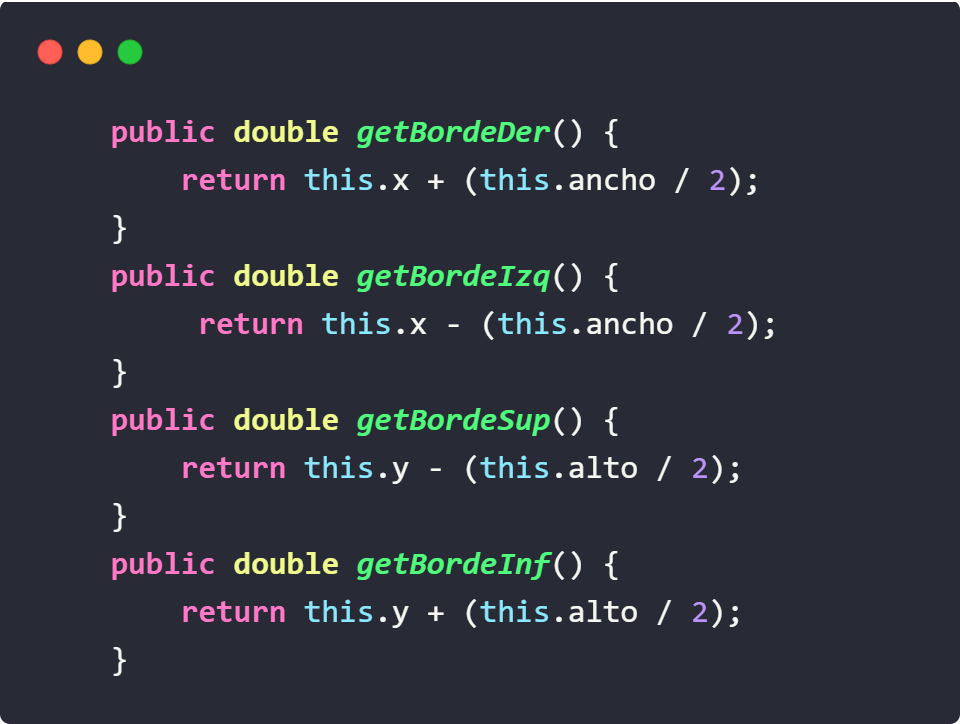 public double getBordeDer() {
    return this.x + (this.ancho / 2);
}
public double getBordeIzq() {
     return this.x - (this.ancho / 2);
}
public double getBordeSup() {
    return this.y - (this.alto / 2);
}
public double getBordeInf() {
    return this.y + (this.alto / 2);
}